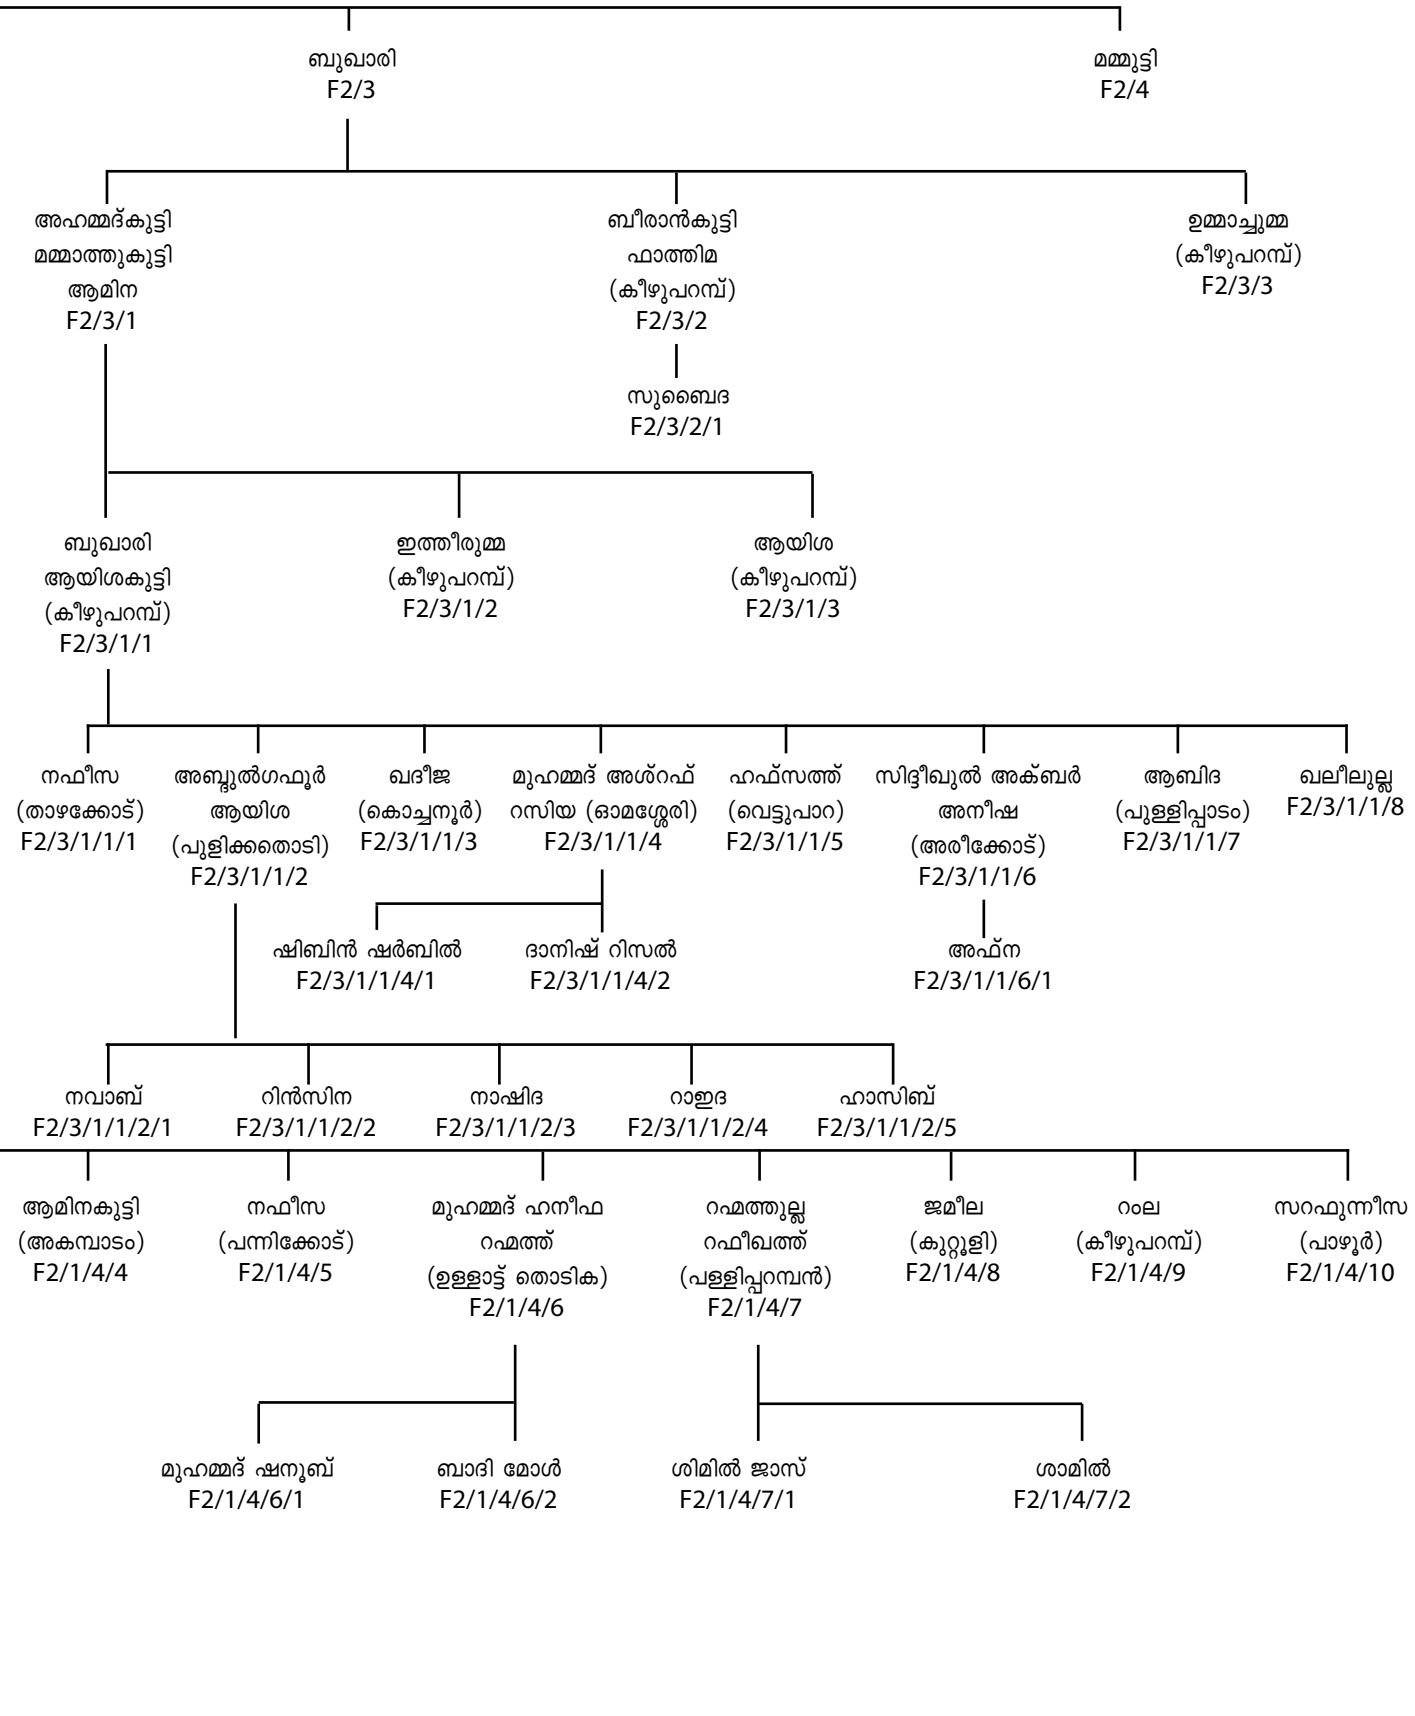 ബുഖാരി
F2/3
മമ്മുട്ടി
F2/4
അഹമ്മദ്കുട്ടി
മമ്മാത്തുകുട്ടി
ആമിന
F2/3/1
ബീരാൻകുട്ടി
ഫാത്തിമ
(കീഴുപറമ്പ്)
F2/3/2
ഉമ്മാച്ചുമ്മ
(കീഴുപറമ്പ്)
F2/3/3
സുബൈദ
F2/3/2/1
ബുഖാരി
ആയിശകുട്ടി
(കീഴുപറമ്പ്)
F2/3/1/1
ഇത്തീരുമ്മ
(കീഴുപറമ്പ്)
F2/3/1/2
ആയിശ
(കീഴുപറമ്പ്)
F2/3/1/3
നഫീസ
(താഴക്കോട്)
F2/3/1/1/1
അബ്ദുൽഗഫൂർ
ആയിശ
(പുളിക്കതൊടി)
F2/3/1/1/2
ഖദീജ
(കൊച്ചനൂർ)
F2/3/1/1/3
മുഹമ്മദ് അശ്റഫ്
റസിയ (ഓമശ്ശേരി)
F2/3/1/1/4
ഹഫ്സത്ത്
(വെട്ടുപാറ)
F2/3/1/1/5
സിദ്ദീഖുൽ അക്ബർ
അനീഷ
(അരീക്കോട്)
F2/3/1/1/6
ആബിദ
(പുള്ളിപ്പാടം)
F2/3/1/1/7
ഖലീലുല്ല
F2/3/1/1/8
ഷിബിൻ ഷർബിൽ
F2/3/1/1/4/1
ദാനിഷ് റിസൽ
F2/3/1/1/4/2
അഫ്ന
F2/3/1/1/6/1
നവാബ്
F2/3/1/1/2/1
റിൻസിന
F2/3/1/1/2/2
നാഷിദ
F2/3/1/1/2/3
റാഇദ
F2/3/1/1/2/4
ഹാസിബ്
F2/3/1/1/2/5
ആമിനകുട്ടി
(അകമ്പാടം)
F2/1/4/4
നഫീസ
(പന്നിക്കോട്)
F2/1/4/5
മുഹമ്മദ് ഹനീഫ
റഹ്മത്ത്
(ഉള്ളാട്ട് തൊടിക)
F2/1/4/6
റഹ്മത്തുല്ല
റഫീഖത്ത്
(പള്ളിപ്പറമ്പൻ)
F2/1/4/7
ജമീല
(കുറ്റൂളി)
F2/1/4/8
റംല
(കീഴുപറമ്പ്)
F2/1/4/9
സറഫുന്നീസ
(പാഴൂർ)
F2/1/4/10
മുഹമ്മദ് ഷനൂബ്
F2/1/4/6/1
ബാദി മോൾ
F2/1/4/6/2
ശിമിൽ ജാസ്
F2/1/4/7/1
ശാമിൽ
F2/1/4/7/2